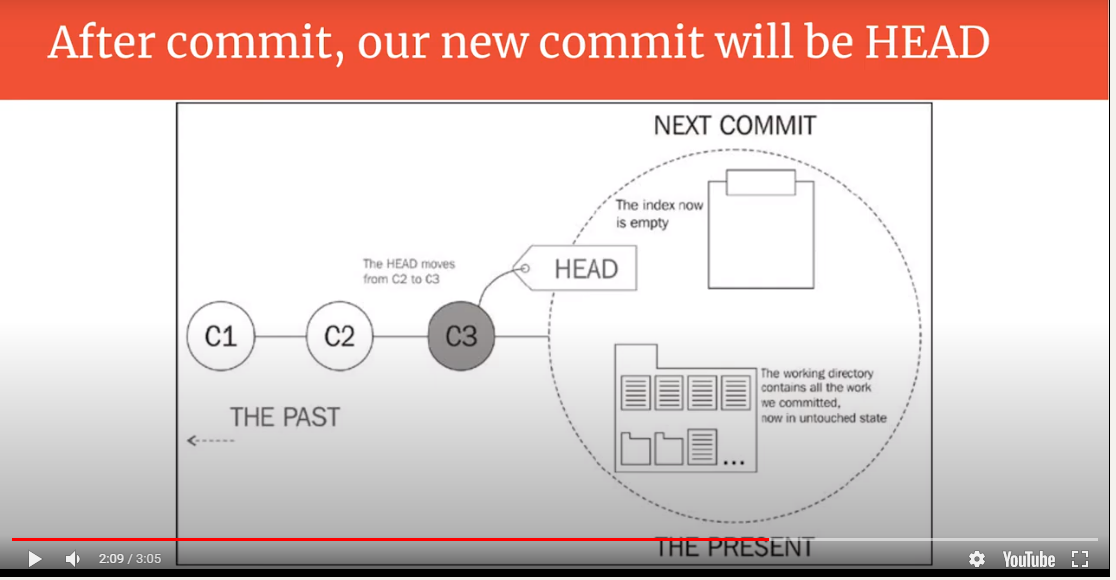 After commit, our new commit will be HEAD
NEXT COMMIT
The index now
is empty
The HEAD moves
from C2 to C3
HEAD
C1
C2
C3
The working directory
contains all the work
we committed,
now in untouched state
THE PAST
...
THE PRESENT
2:09 / 3:05
YouTube